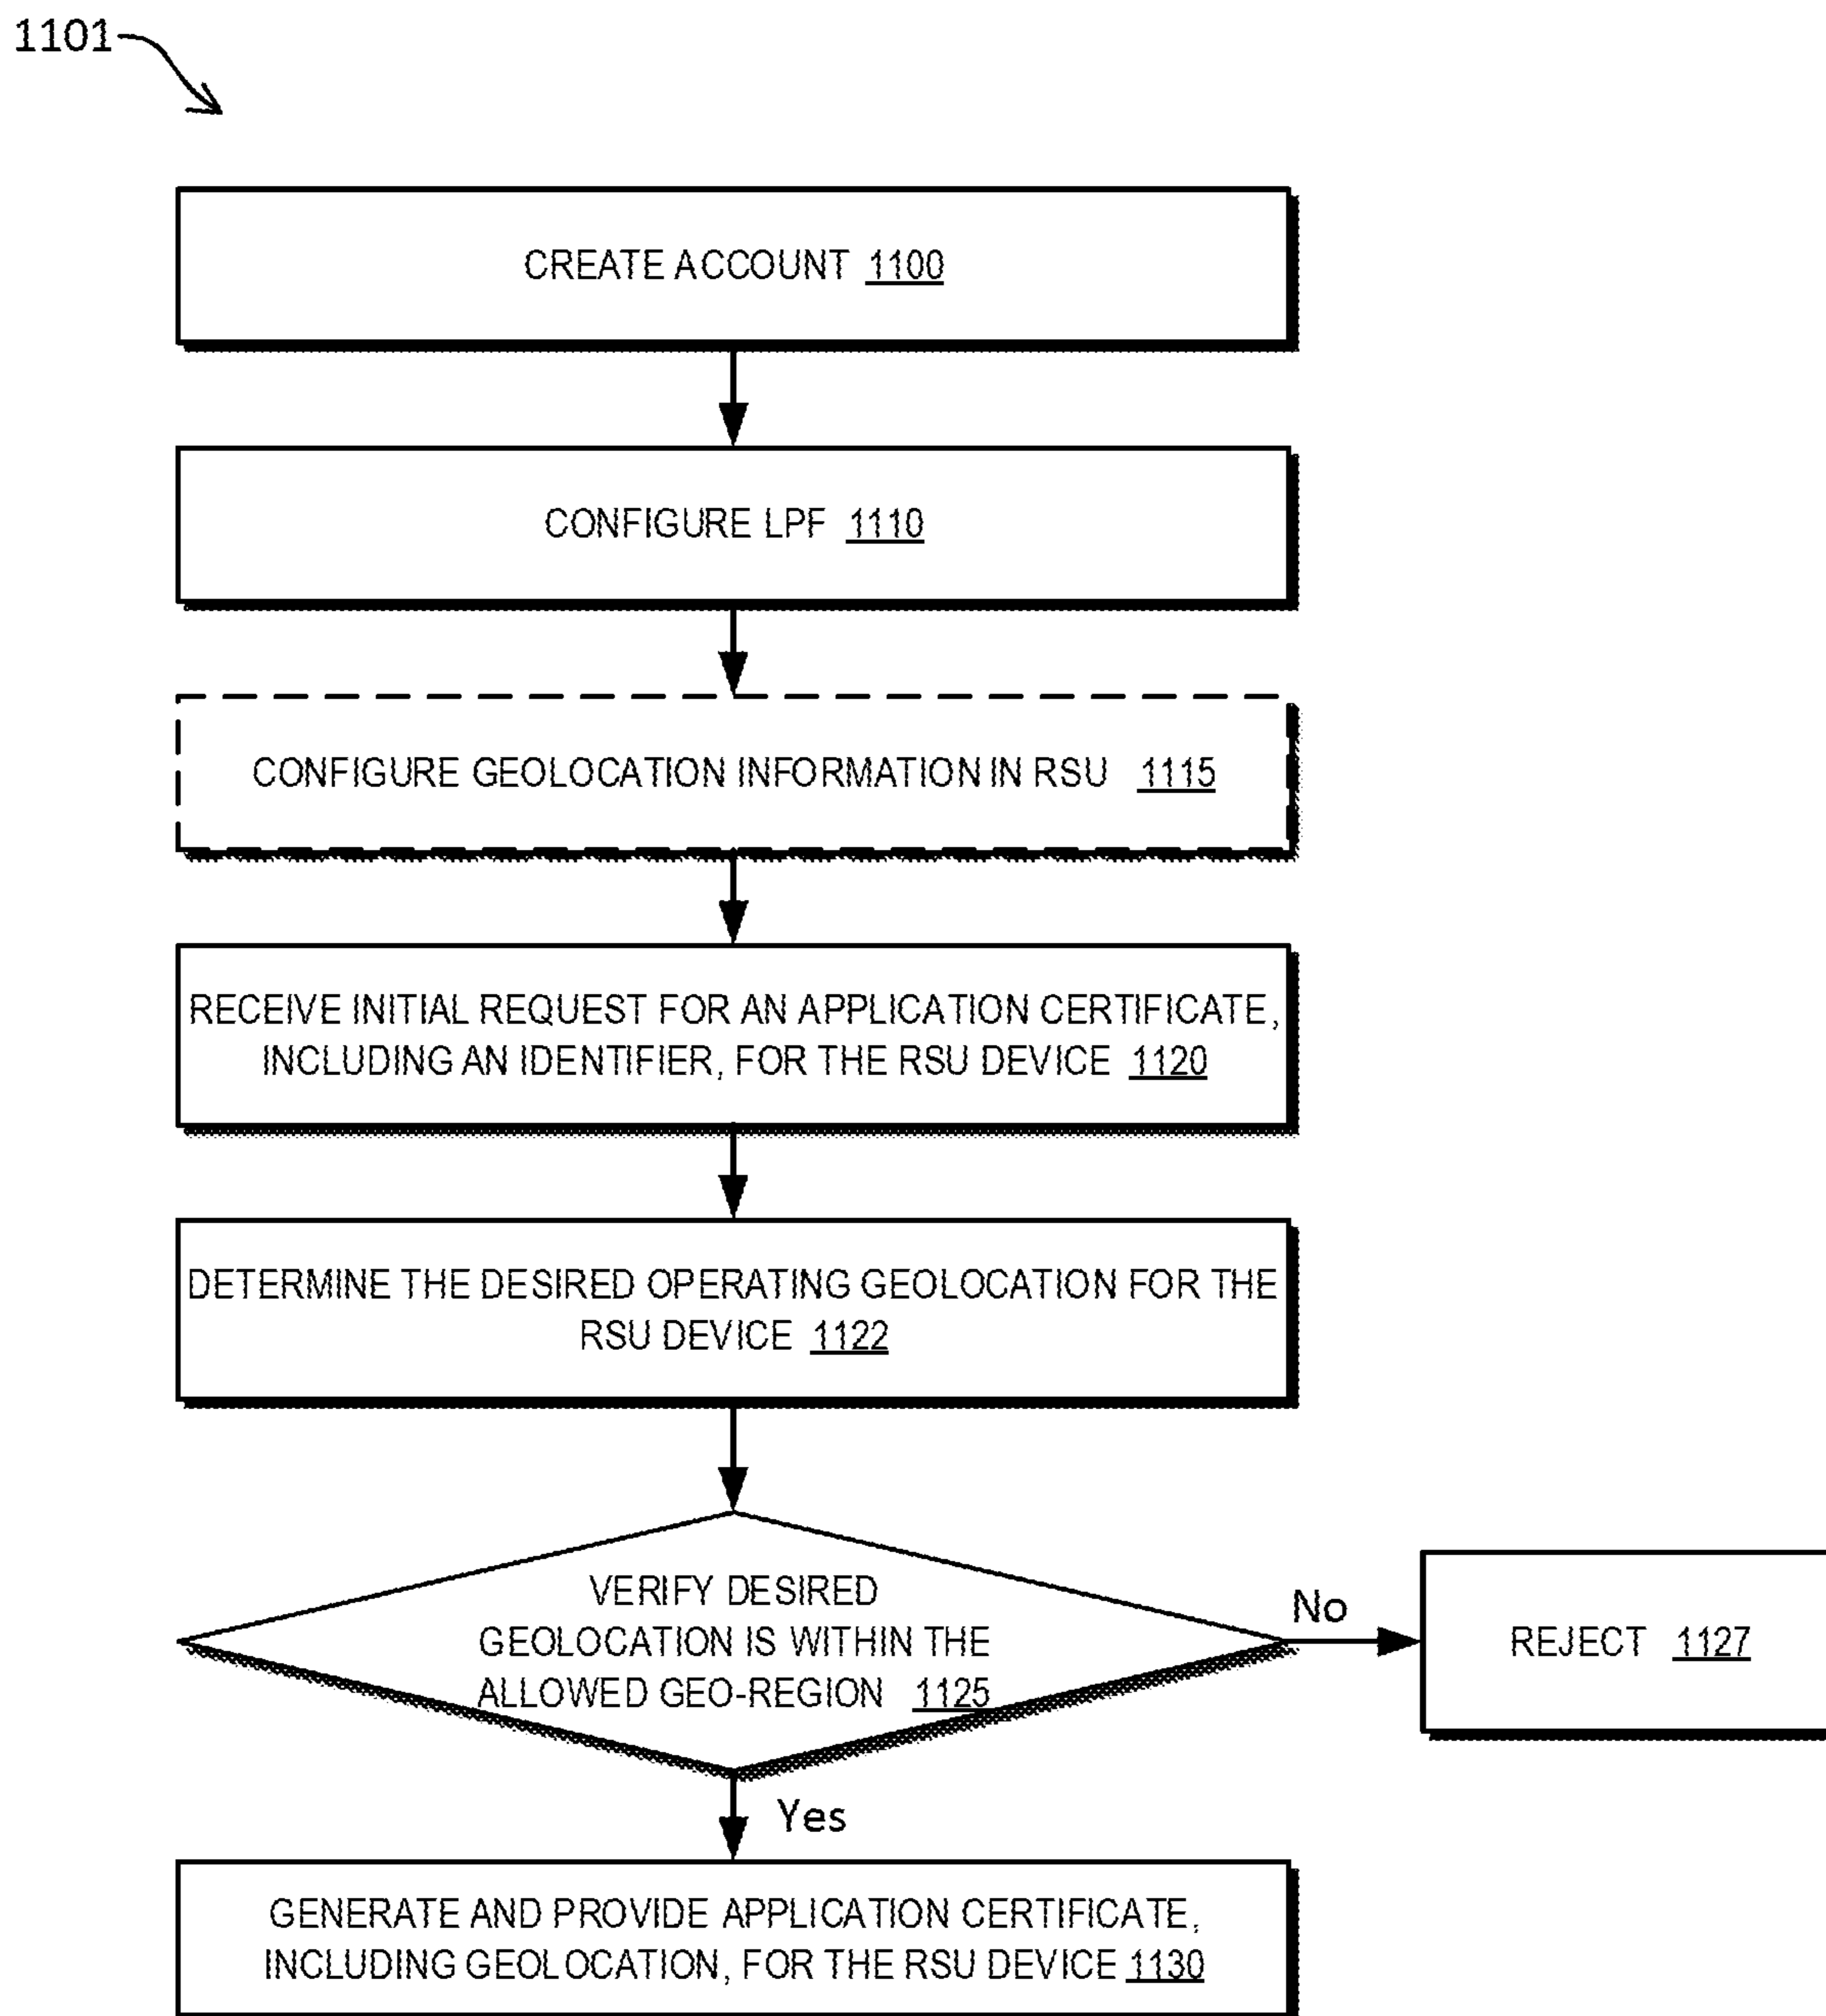 1101
CREATE ACCOUNT 1100
CONFIGURE LPF 1110
CONFIGURE GEOLOCATION INFORMATION IN RSU 1115
RECEIVE INITIAL REQUEST FOR AN APPLICATION CERTIFICATE,
INCLUDING AN IDENTIFIER, FOR THE RSU DEVICE 1120
DETERMINE THE DESIRED OPERATING GEOLOCATION FOR THE
RSU DEVICE 1122
VERIFY DESIRED
GEOLOCATION IS WITHIN THE
ALLOWED GEO-REGION 1125
No
REJECT 1127
Yes
GENERATE AND PROVIDE APPLICATION CERTIFICATE,
INCLUDING GEOLOCATION, FOR THE RSU DEVICE 1130